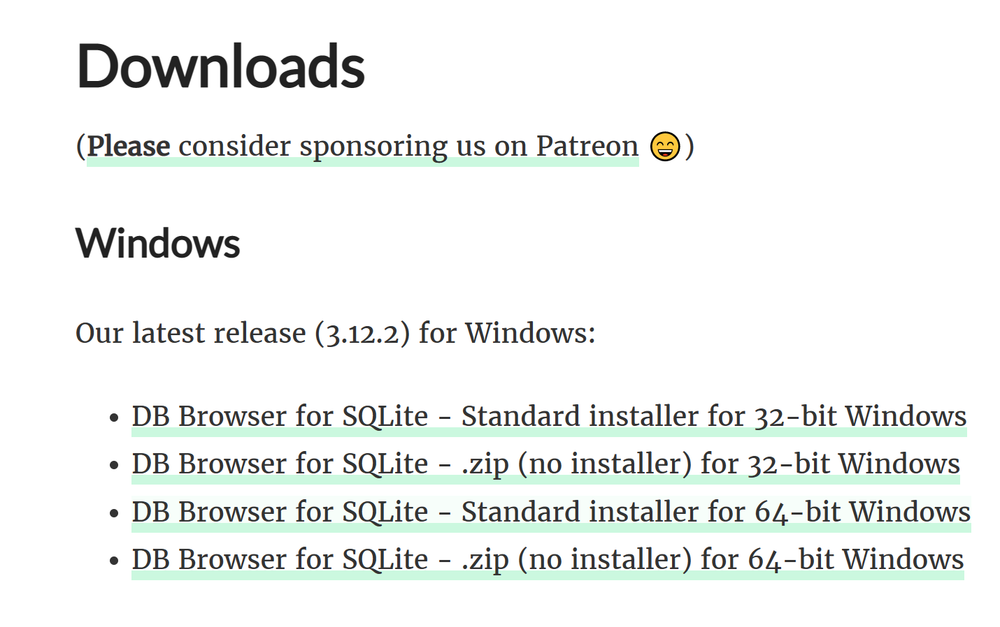 Downloads
(Please consider sponsoring us on Patreon 😄)
Windows
Our latest release (3.12.2) for Windows:
• DB Browser for SQLite - Standard installer for 32-bit Windows
• DB Browser for SQLite - .zip (no installer) for 32-bit Windows
• DB Browser for SQLite - Standard installer for 64-bit Windows
• DB Browser for SQLite - .zip (no installer) for 64-bit Windows